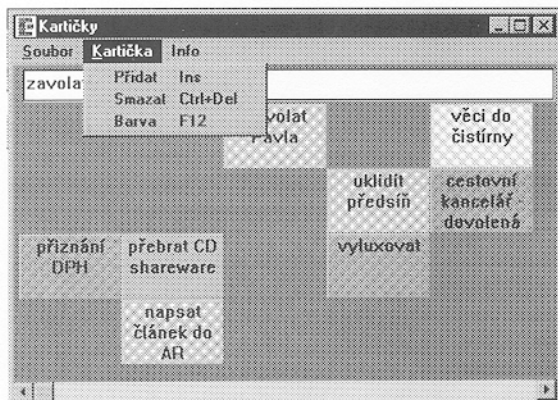 Kartičky
Soubor Kartička Info
zavola
Přidat Ins
Smazat Ctrl+Del
Barva F12
volat
Pavla
věci do
čistírny
uklidit
předsíň
cestovní
kancelář -
dovolená
přiznání
DPH
přebrat CD
shareware
vyluxovat
napsat
článek do
AR